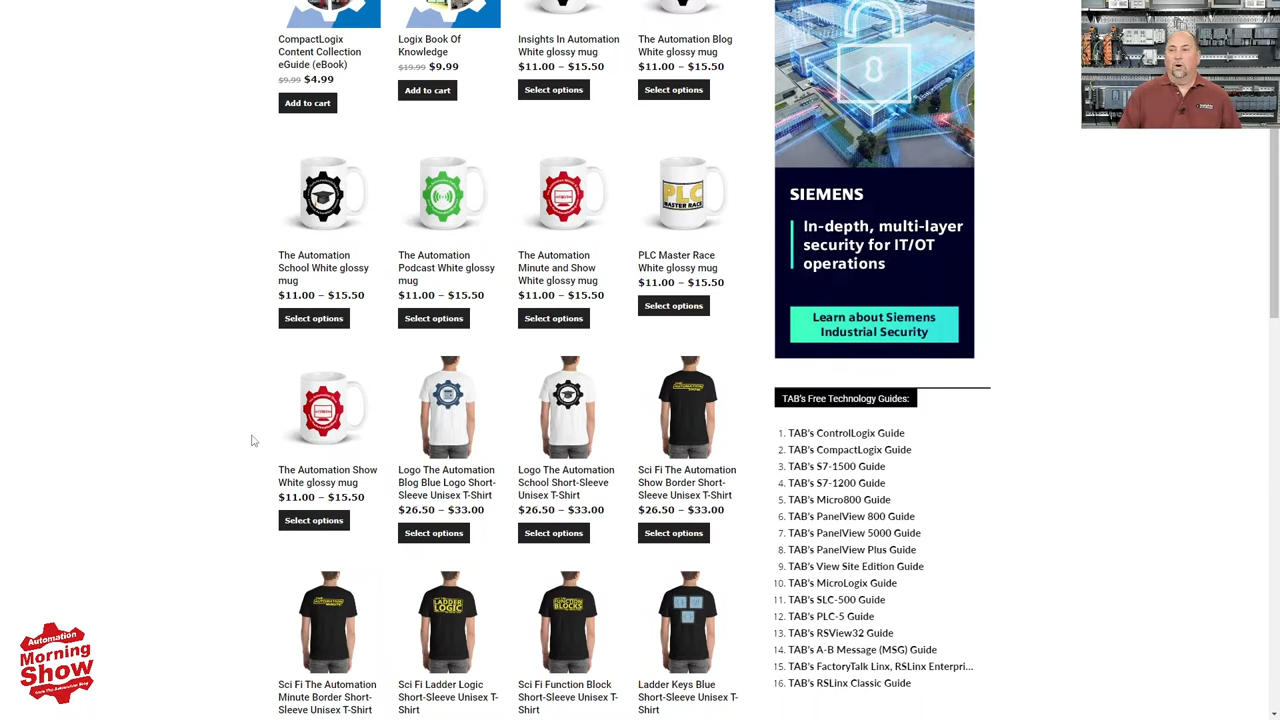 CompactLogix
Content Collection
eGuide (eBook)
$9.99 $4.99
Add to cart
Logix Book Of
Knowledge
$19.99 $9.99
Add to cart
Insights In Automation
White glossy mug
$11.00 – $15.50
Select options
The Automation Blog
White glossy mug
$11.00 – $15.50
Select options
PLC
MASTER RACE
The Automation
School White glossy
mug
$11.00 – $15.50
Select options
The Automation
Podcast White glossy
mug
$11.00 – $15.50
Select options
The Automation
Minute and Show
White glossy mug
$11.00 – $15.50
Select options
PLC Master Race
White glossy mug
$11.00 – $15.50
Select options
The Automation Show
White glossy mug
$11.00 – $15.50
Select options
Logo The Automation
Blog Blue Logo Short-
Sleeve Unisex T-Shirt
$26.50 – $33.00
Select options
Logo The Automation
School Short-Sleeve
Unisex T-Shirt
$26.50 – $33.00
Select options
Sci Fi The Automation
Show Border Short-
Sleeve Unisex T-Shirt
$26.50 – $33.00
Select options
LADDER
LOGIC
FUNCTION
BLOCKS
Sci Fi The Automation
Minute Border Short-
Sleeve Unisex T-Shirt
Sci Fi Ladder Logic
Short-Sleeve Unisex T-
Shirt
Sci Fi Function Block
Short-Sleeve Unisex T-
Shirt
Ladder Keys Blue
Short-Sleeve Unisex T-
Shirt
SIEMENS
In-depth, multi-layer
security for IT/OT
operations
Learn about Siemens
Industrial Security
TAB's Free Technology Guides:
1. TAB's ControlLogix Guide
2. TAB's CompactLogix Guide
3. TAB's S7-1500 Guide
4. TAB's S7-1200 Guide
5. TAB's Micro800 Guide
6. TAB's PanelView 800 Guide
7. TAB's PanelView 5000 Guide
8. TAB's PanelView Plus Guide
9. TAB's View Site Edition Guide
10. TAB's MicroLogix Guide
11. TAB's SLC-500 Guide
12. TAB's PLC-5 Guide
13. TAB's RSView32 Guide
14. TAB's A-B Message (MSG) Guide
15. TAB's FactoryTalk Linx, RSLinx Enterpri...
16. TAB's RSLinx Classic Guide
Automation
Morning
Show
from The Automation Blog